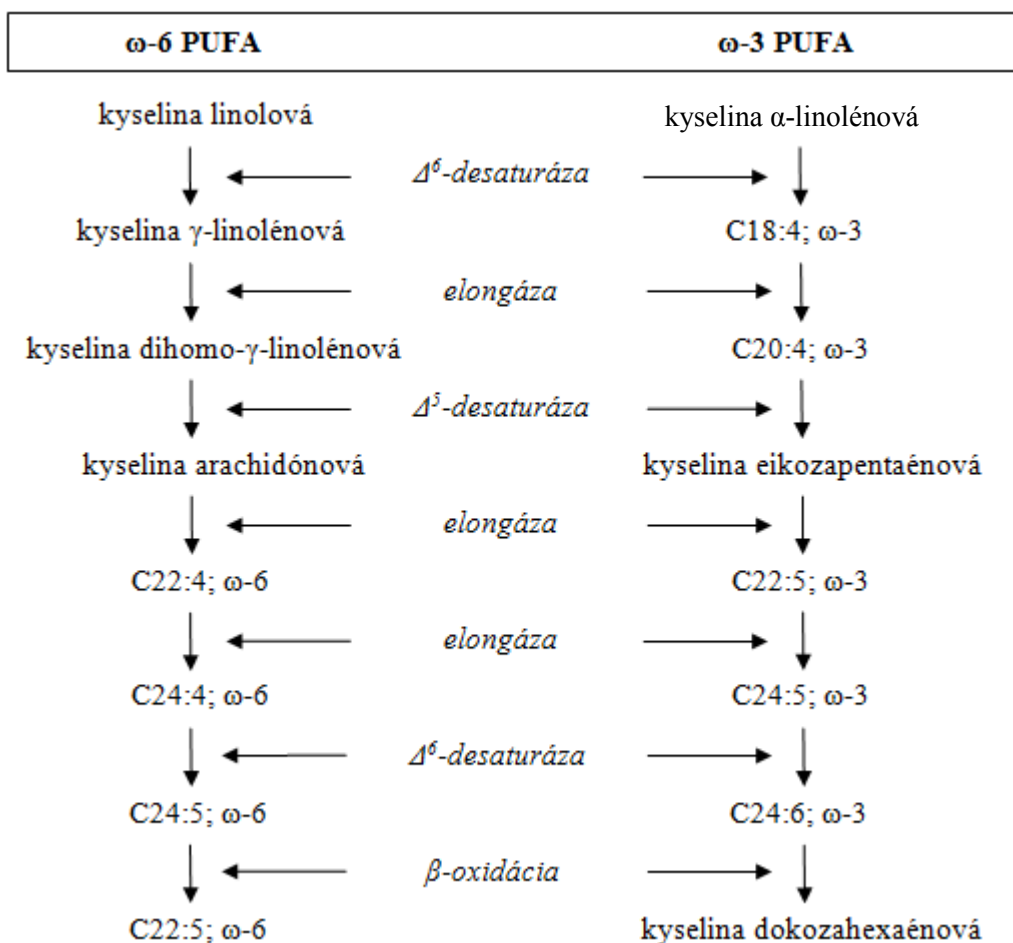 ω-6 PUFA ω-3 PUFA
kyselina linolová kyselina α-linolénová
Δ⁶-desaturáza
kyselina γ-linolénová C18:4; ω-3
elongáza
kyselina dihomo-γ-linolénová C20:4; ω-3
Δ⁵-desaturáza
kyselina arachidónová kyselina eikozapentaénová
elongáza
C22:4; ω-6 C22:5; ω-3
elongáza
C24:4; ω-6 C24:5; ω-3
Δ⁶-desaturáza
C24:5; ω-6 C24:6; ω-3
β-oxidácia
C22:5; ω-6 kyselina dokozahexaénová